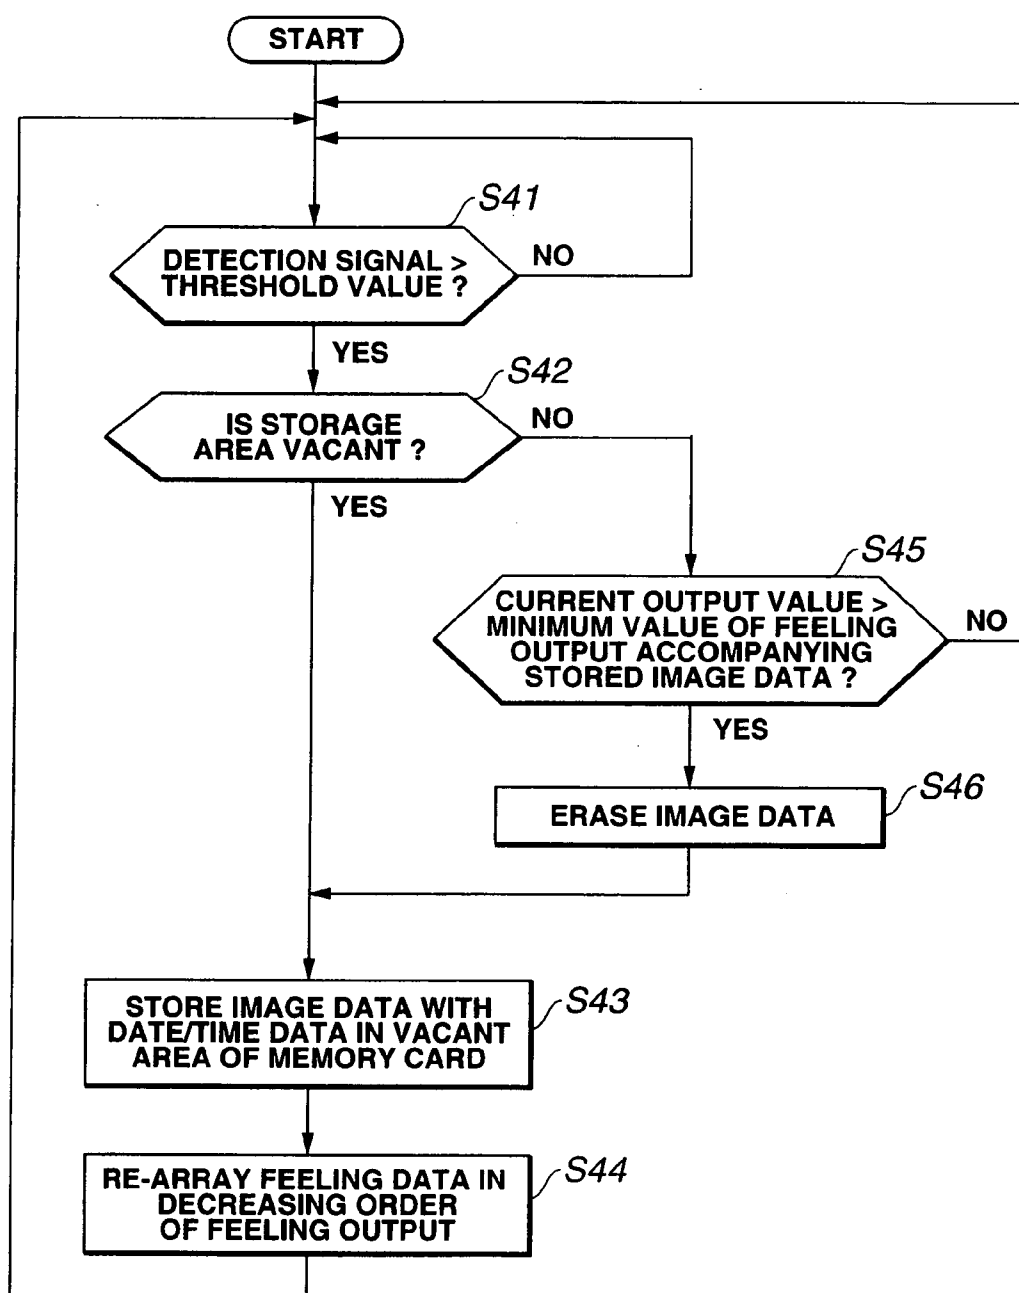 START
S41
DETECTION SIGNAL >
THRESHOLD VALUE ?
NO
YES
S42
IS STORAGE
AREA VACANT ?
NO
YES
S45
CURRENT OUTPUT VALUE >
MINIMUM VALUE OF FEELING
OUTPUT ACCOMPANYING
STORED IMAGE DATA ?
NO
YES
S46
ERASE IMAGE DATA
S43
STORE IMAGE DATA WITH
DATE/TIME DATA IN VACANT
AREA OF MEMORY CARD
S44
RE-ARRAY FEELING DATA IN
DECREASING ORDER
OF FEELING OUTPUT